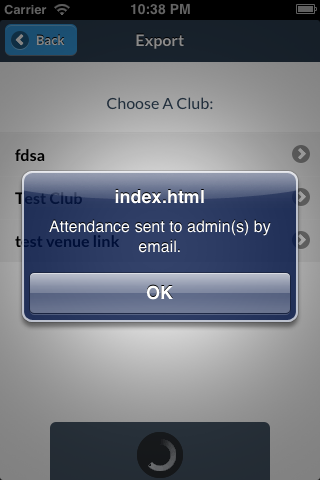 Carrier 10:38 PM
Back Export
Choose A Club:
fdsa
Test Club
test venue link
index.html
Attendance sent to admin(s) by
email.
OK